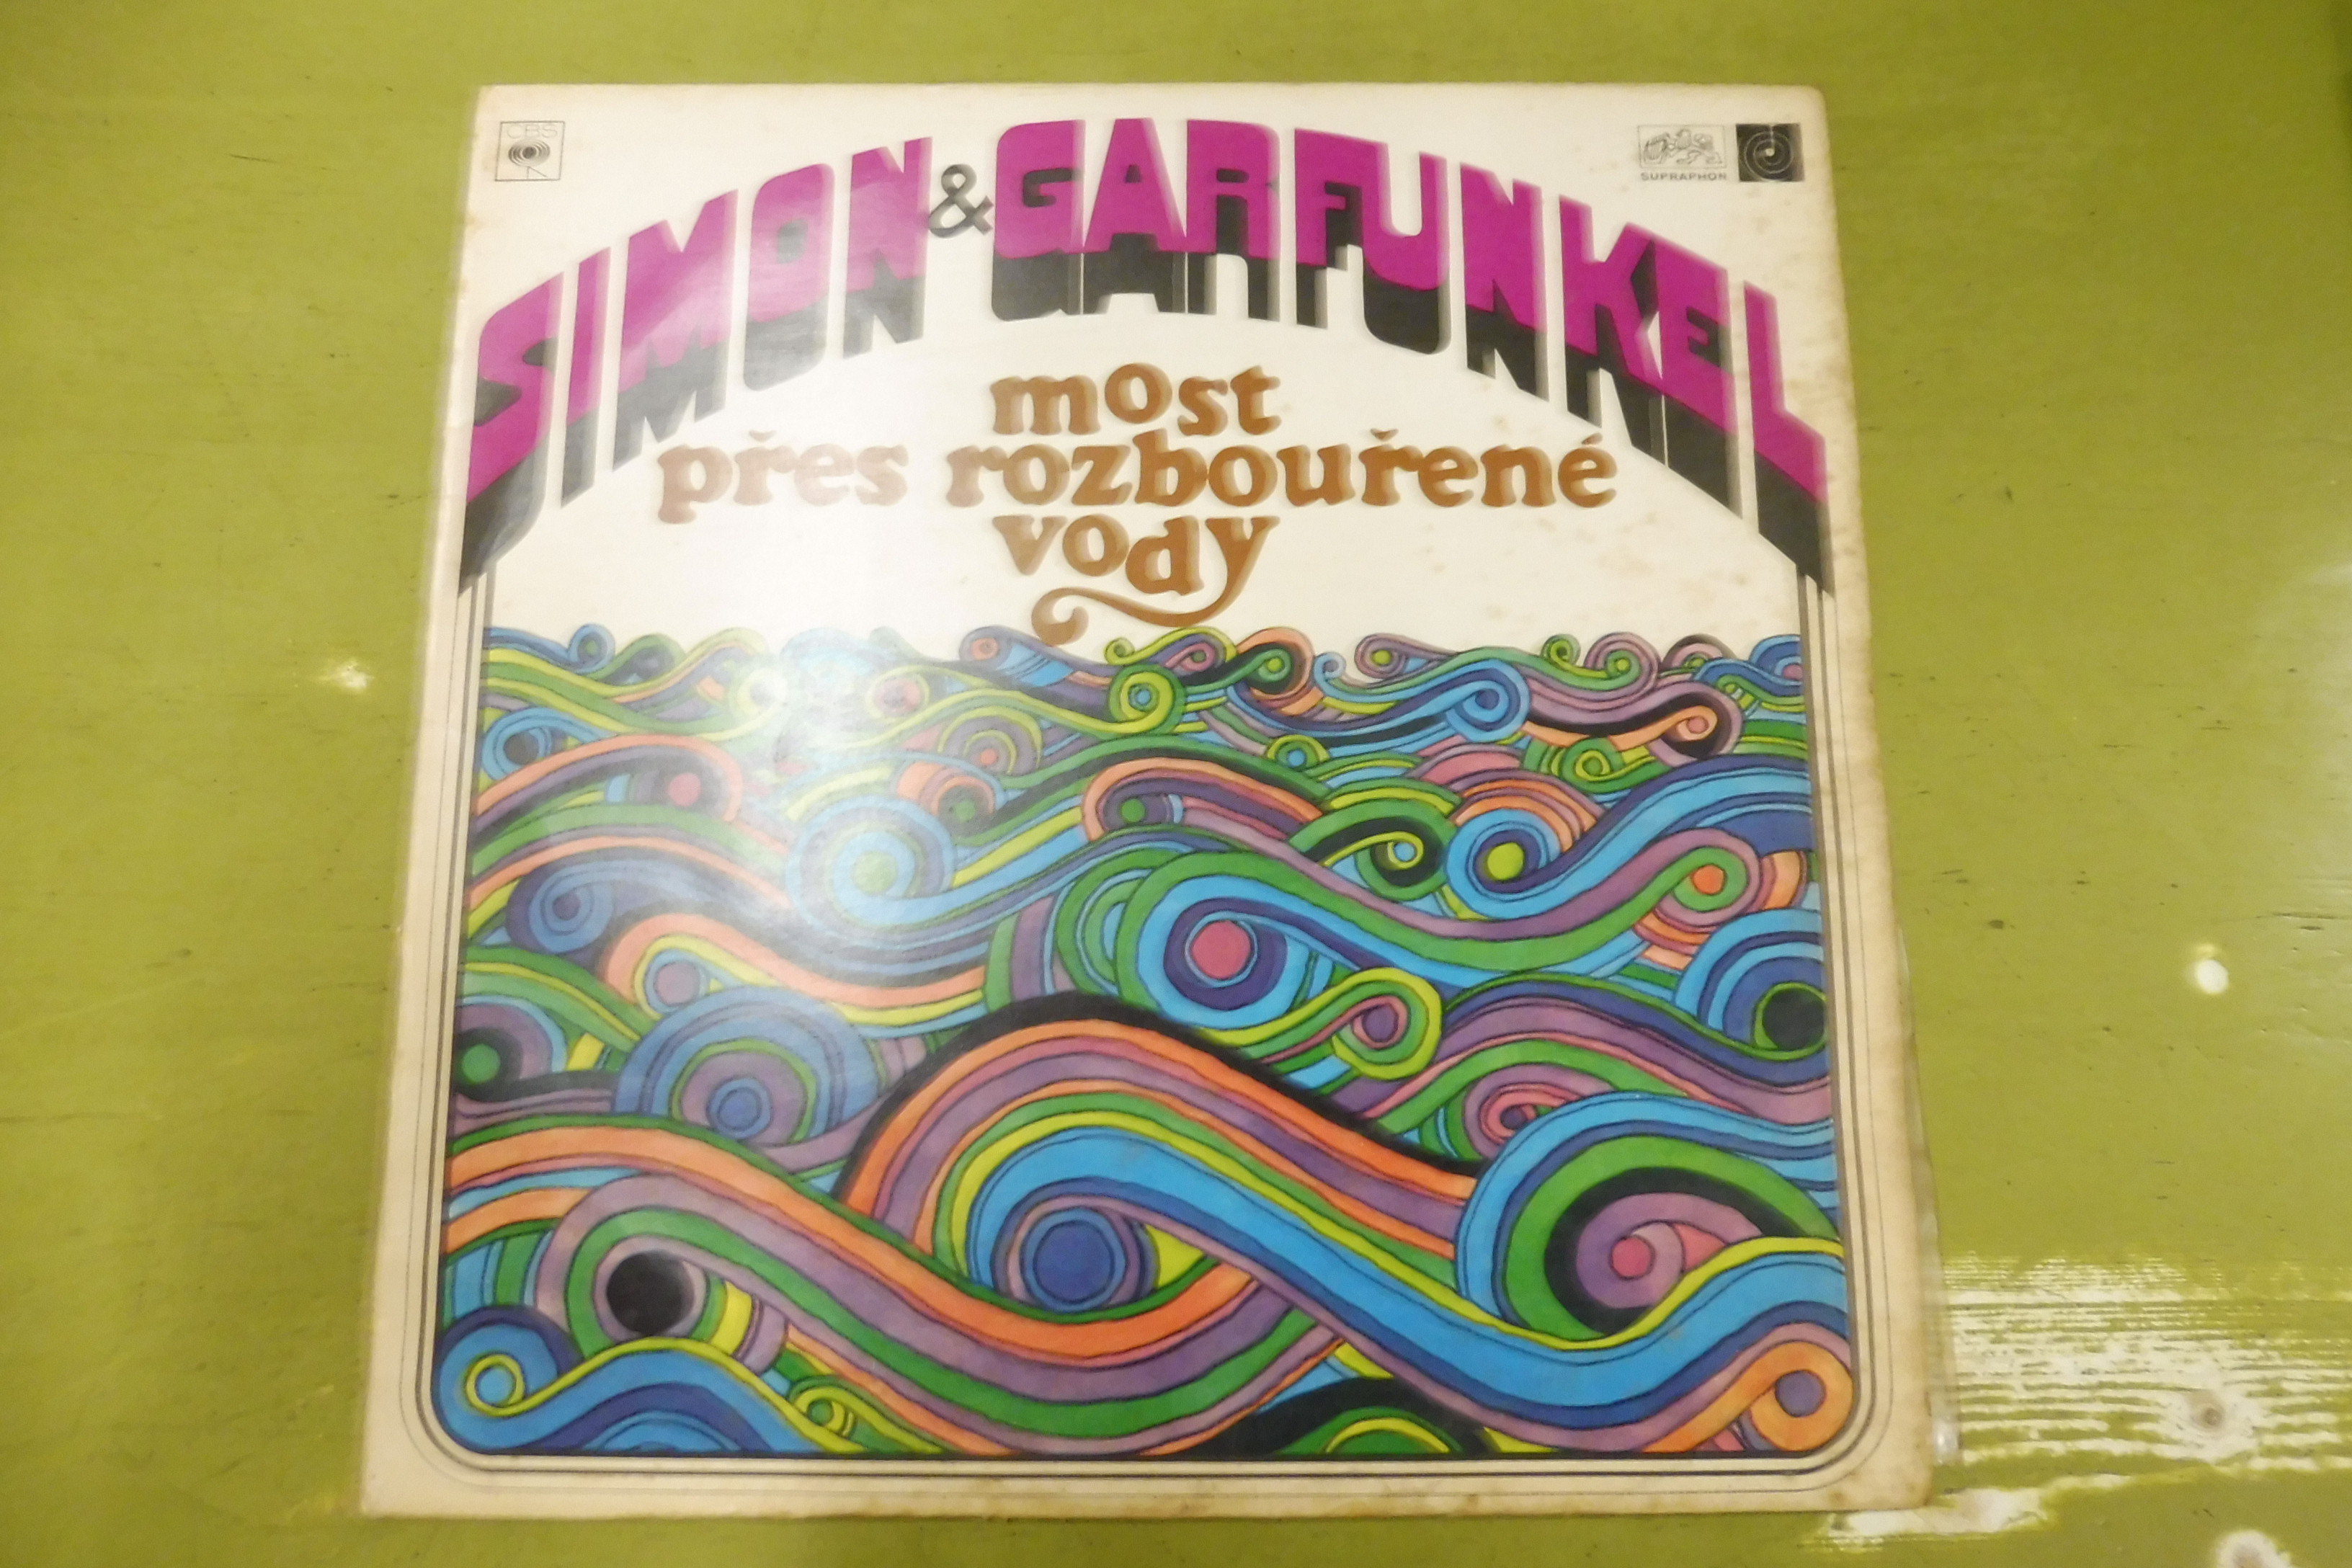 CBS
SUPRAPHON
SIMON & GARFUNKEL
most
přes rozbouřené
vody